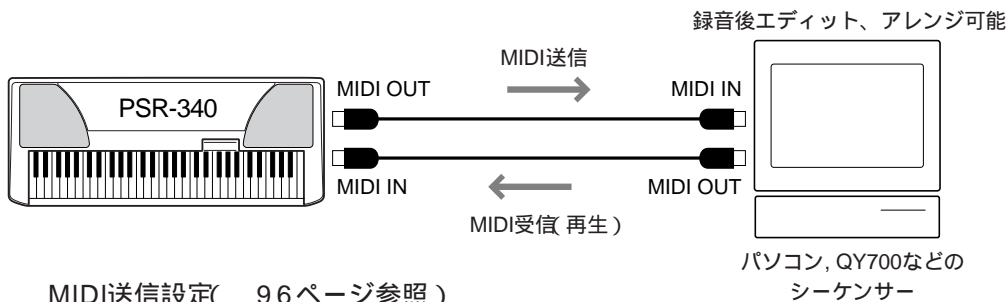 録音後エディット、アレンジ可能
MIDI送信
MIDI OUT
MIDI IN
PSR-340
MIDI IN
MIDI OUT
MIDI受信(再生)
パソコン, QY700などの
シーケンサー
MIDI送信設定( 96ページ参照)